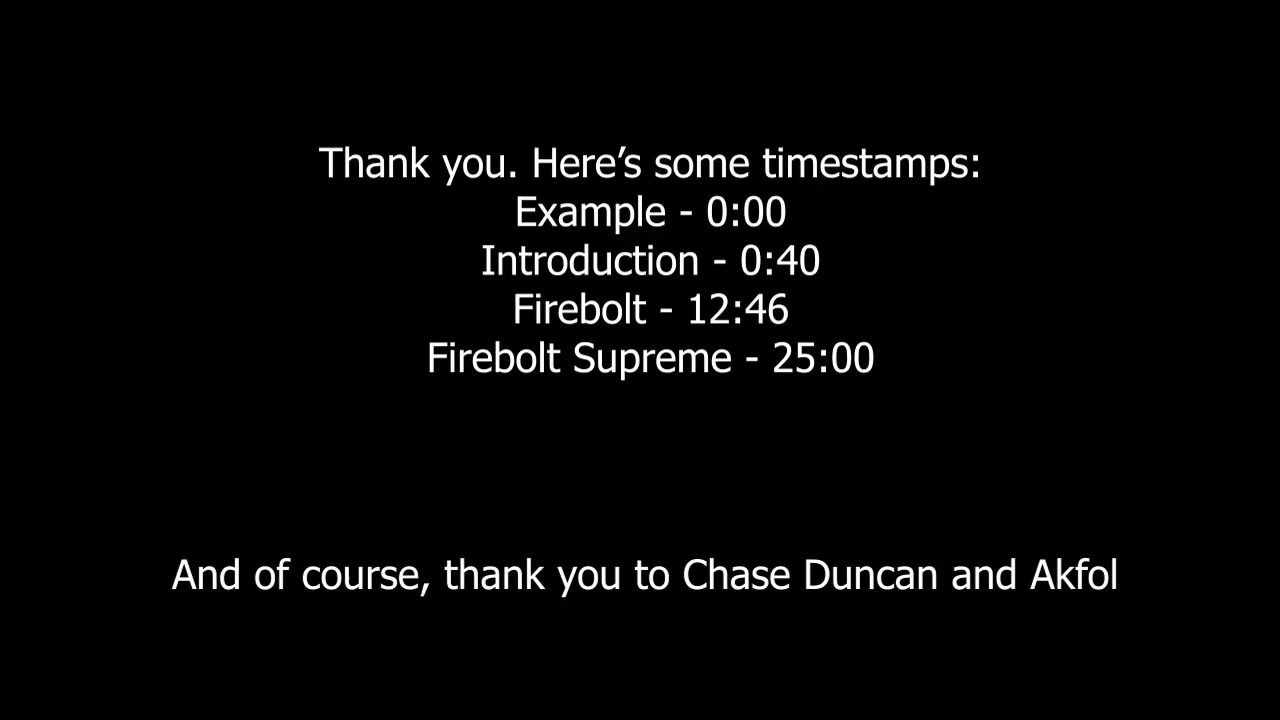 Thank you. Here’s some timestamps:
Example - 0:00
Introduction - 0:40
Firebolt - 12:46
Firebolt Supreme - 25:00
And of course, thank you to Chase Duncan and Akfol